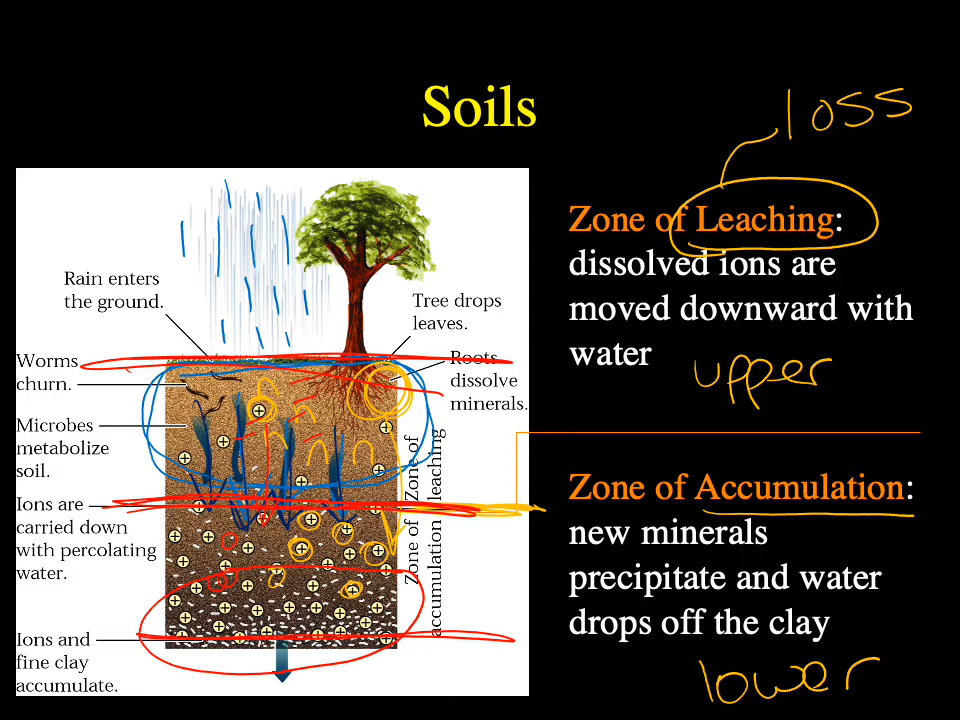 Soils
loss
Zone of Leaching:
dissolved ions are
moved downward with
water
upper
Zone of Accumulation:
new minerals
precipitate and water
drops off the clay
lower
Rain enters
the ground.
Tree drops
leaves.
Worms
churn.
Roots
dissolve
minerals.
Microbes
metabolize
soil.
Zone of
leaching
Ions are
carried down
with percolating
water.
Zone of
accumulation
Ions and
fine clay
accumulate.